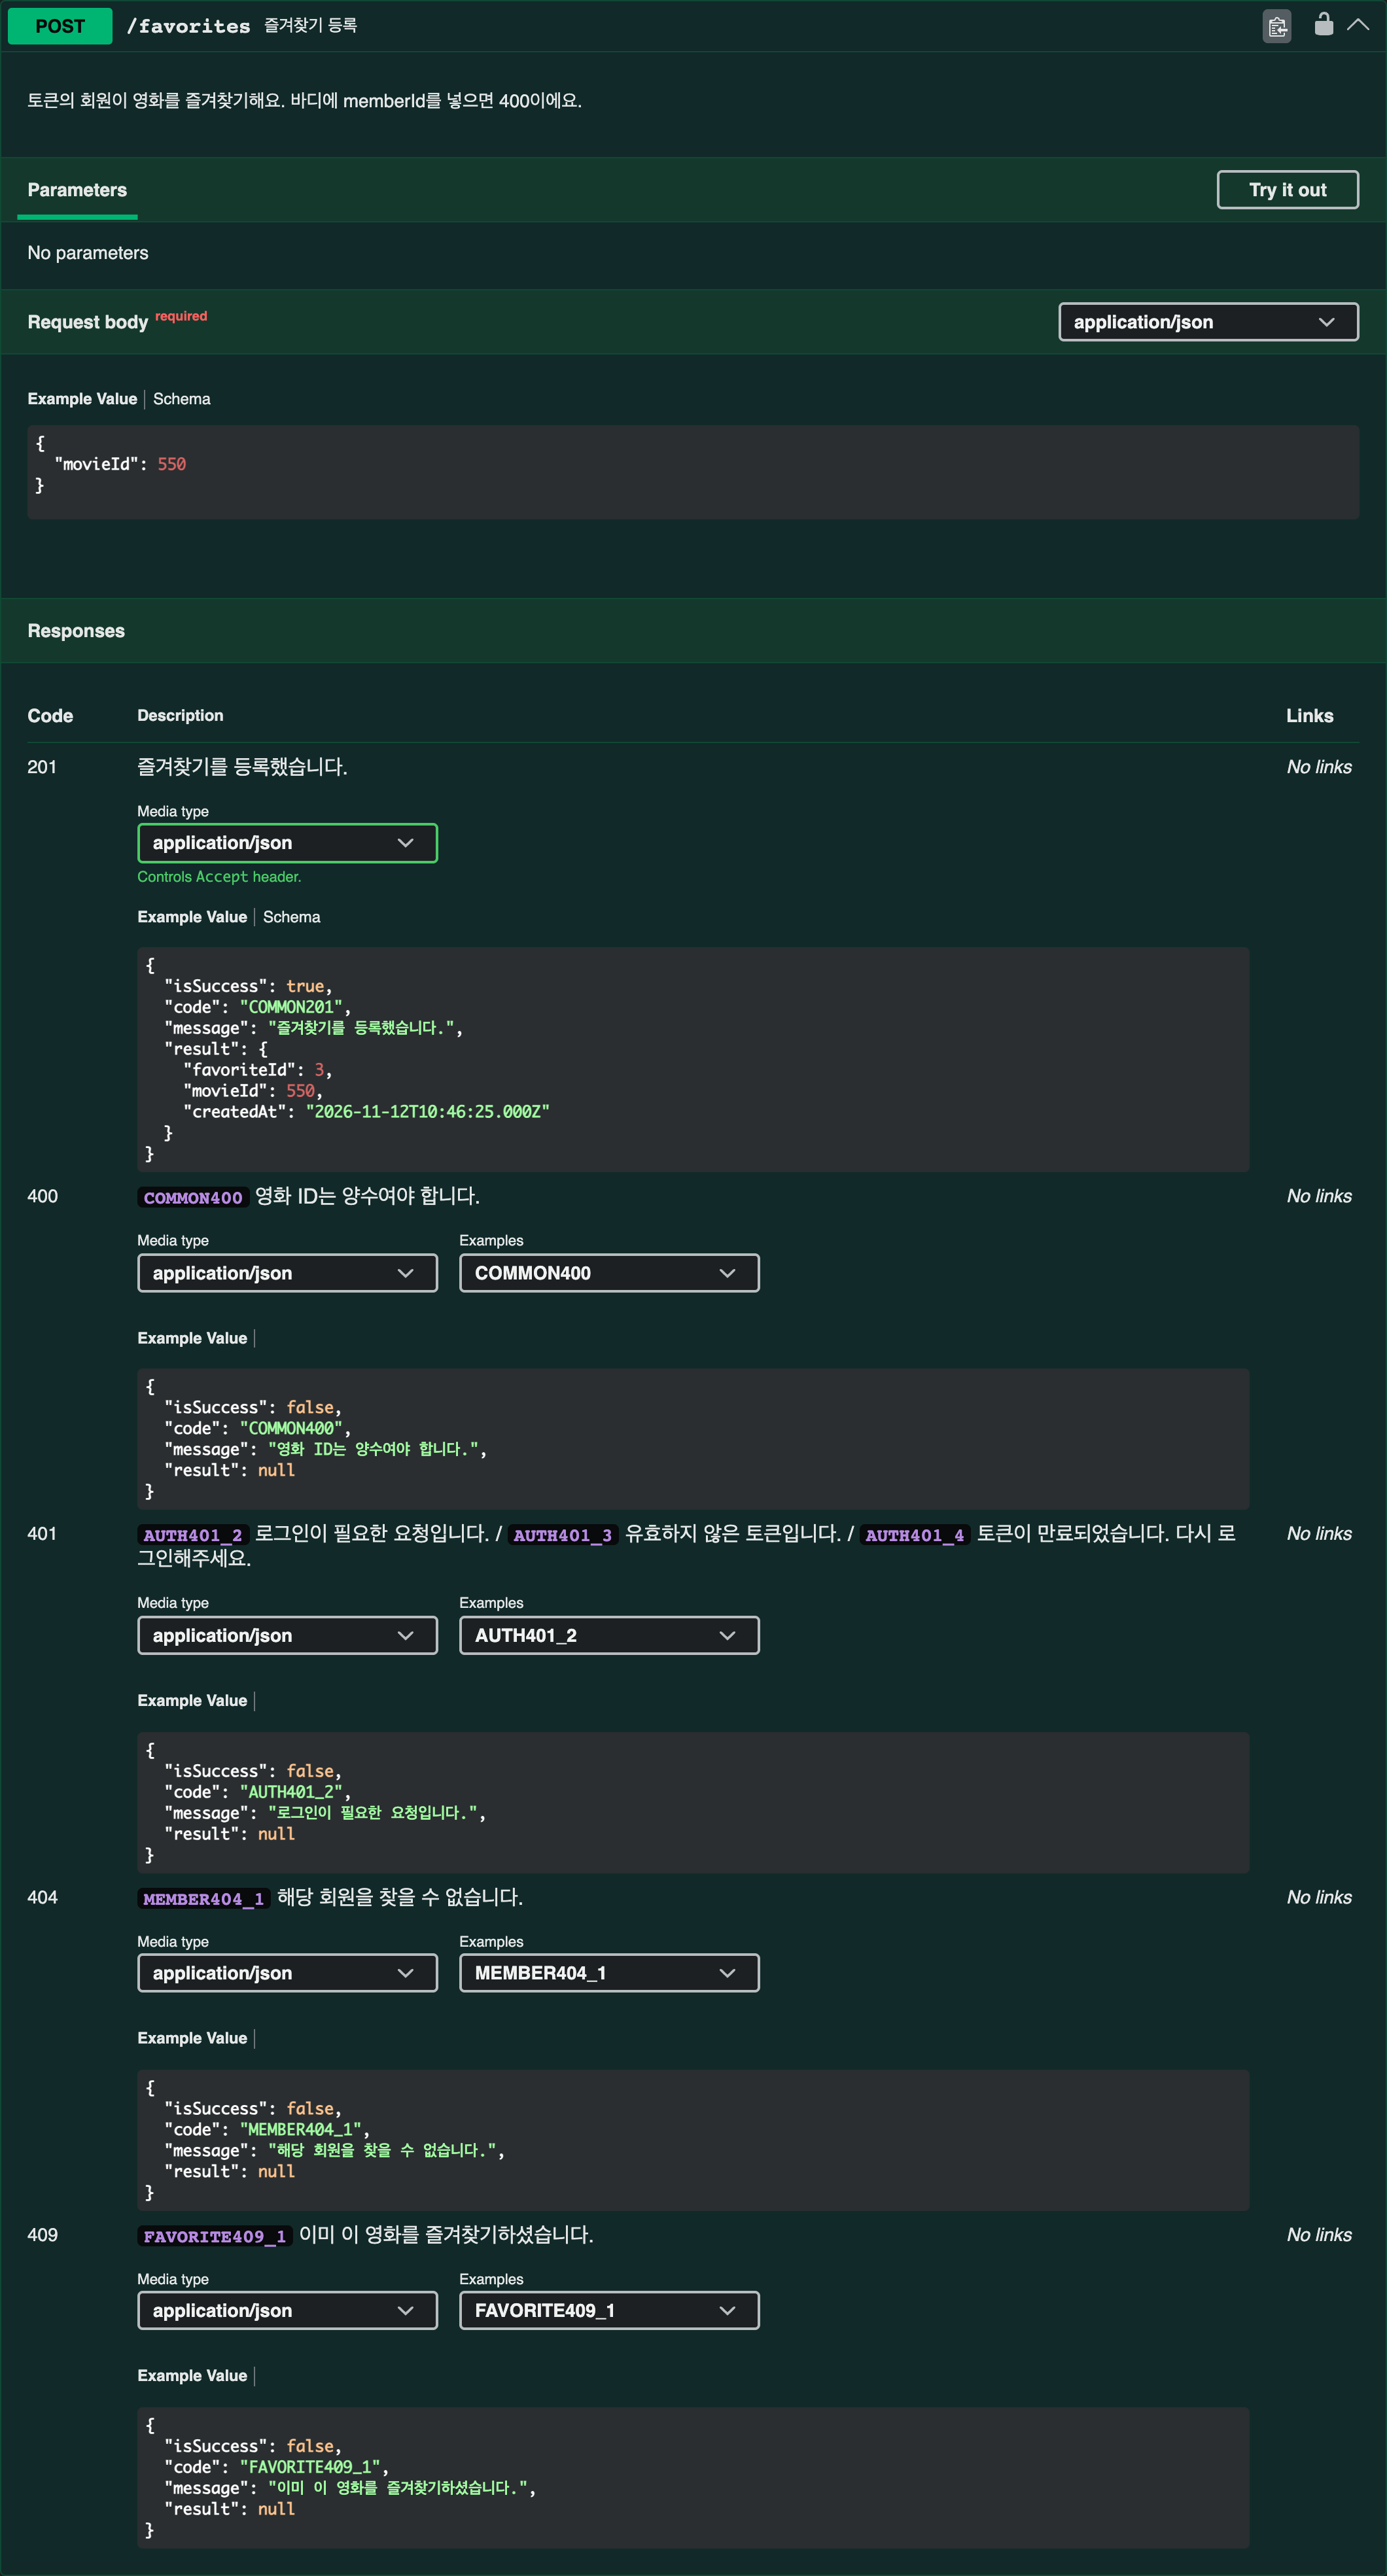 POST /favorites 즐겨찾기 등록
토큰의 회원이 영화를 즐겨찾기해요. 바디에 memberId를 넣으면 400이에요.
Parameters
Try it out
No parameters
Request body required
application/json
Example Value
Schema
{
  "movieId": 550
}
Responses
Code Description Links
201 즐겨찾기를 등록했습니다. No links
Media type
application/json
Controls Accept header.
Example Value
Schema
{
  "isSuccess": true,
  "code": "COMMON201",
  "message": "즐겨찾기를 등록했습니다.",
  "result": {
    "favoriteId": 3,
    "movieId": 550,
    "createdAt": "2026-11-12T10:46:25.000Z"
  }
}
400 COMMON400 영화 ID는 양수여야 합니다. No links
Media type Examples
application/json COMMON400
Example Value
{
  "isSuccess": false,
  "code": "COMMON400",
  "message": "영화 ID는 양수여야 합니다.",
  "result": null
}
401 AUTH401_2 로그인이 필요한 요청입니다. / AUTH401_3 유효하지 않은 토큰입니다. / AUTH401_4 토큰이 만료되었습니다. 다시 로 No links
그인해주세요.
Media type Examples
application/json AUTH401_2
Example Value
{
  "isSuccess": false,
  "code": "AUTH401_2",
  "message": "로그인이 필요한 요청입니다.",
  "result": null
}
404 MEMBER404_1 해당 회원을 찾을 수 없습니다. No links
Media type Examples
application/json MEMBER404_1
Example Value
{
  "isSuccess": false,
  "code": "MEMBER404_1",
  "message": "해당 회원을 찾을 수 없습니다.",
  "result": null
}
409 FAVORITE409_1 이미 이 영화를 즐겨찾기하셨습니다. No links
Media type Examples
application/json FAVORITE409_1
Example Value
{
  "isSuccess": false,
  "code": "FAVORITE409_1",
  "message": "이미 이 영화를 즐겨찾기하셨습니다.",
  "result": null
}